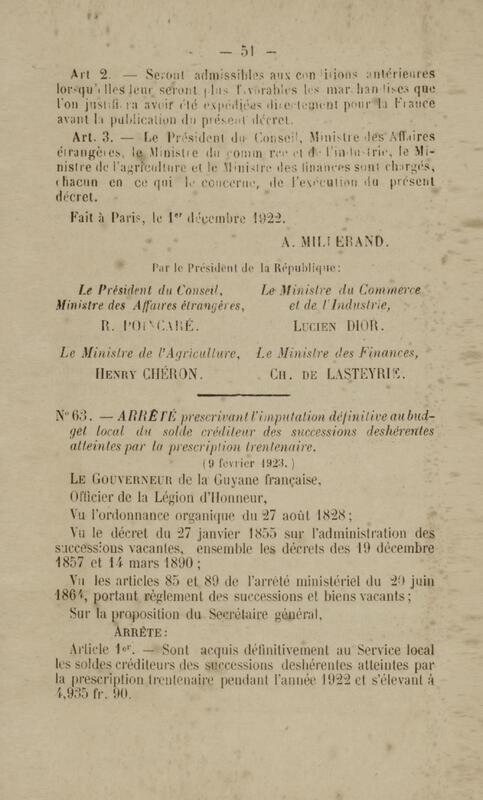 — 51 —
Art 2. — Seront admissibles aux conditions antérieures
lorsqu'elles leur seront plus favorables les marchandises que
l'on justifiera avoir été expédiées directement pour la France
avant la publication du présent décret.
Art. 3. — Le Président du Conseil, Ministre des Affaires
étrangères, le Ministre du commerce et de l'industrie, le Mi-
nistre de l'agriculture et le Ministre des finances sont chargés,
chacun en ce qui le concerne, de l'exécution du présent
décret.
Fait à Paris, le 1er décembre 1922.
A. MILLERAND.
Par le Président de la République:
Le Président du Conseil,
Ministre des Affaires étrangères,
R. POINCARÉ.
Le Ministre du Commerce
et de l'Industrie,
LUCIEN DIOR.
Le Ministre de l'Agriculture,
HENRY CHÉRON.
Le Ministre des Finances,
CH. DE LASTEYRIE.
N° 63. — ARRÊTÉ prescrivant l'imputation définitive au bud-
get local du solde créditeur des successions deshérentes
atteintes par la prescription trentenaire.
(9 février 1923.)
LE GOUVERNEUR de la Guyane française,
Officier de la Légion d'Honneur,
Vu l'ordonnance organique du 27 août 1828;
Vu le décret du 27 janvier 1855 sur l'administration des
successions vacantes, ensemble les décrets des 19 décembre
1857 et 14 mars 1890;
Vu les articles 85 et 89 de l'arrêté ministériel du 20 juin
1864, portant règlement des successions et biens vacants;
Sur la proposition du Secrétaire général,
ARRÊTE:
Article 1er. — Sont acquis définitivement au Service local
les soldes créditeurs des successions deshérentes atteintes par
la prescription trentenaire pendant l'année 1922 et s'élevant à
4,935 fr. 90.